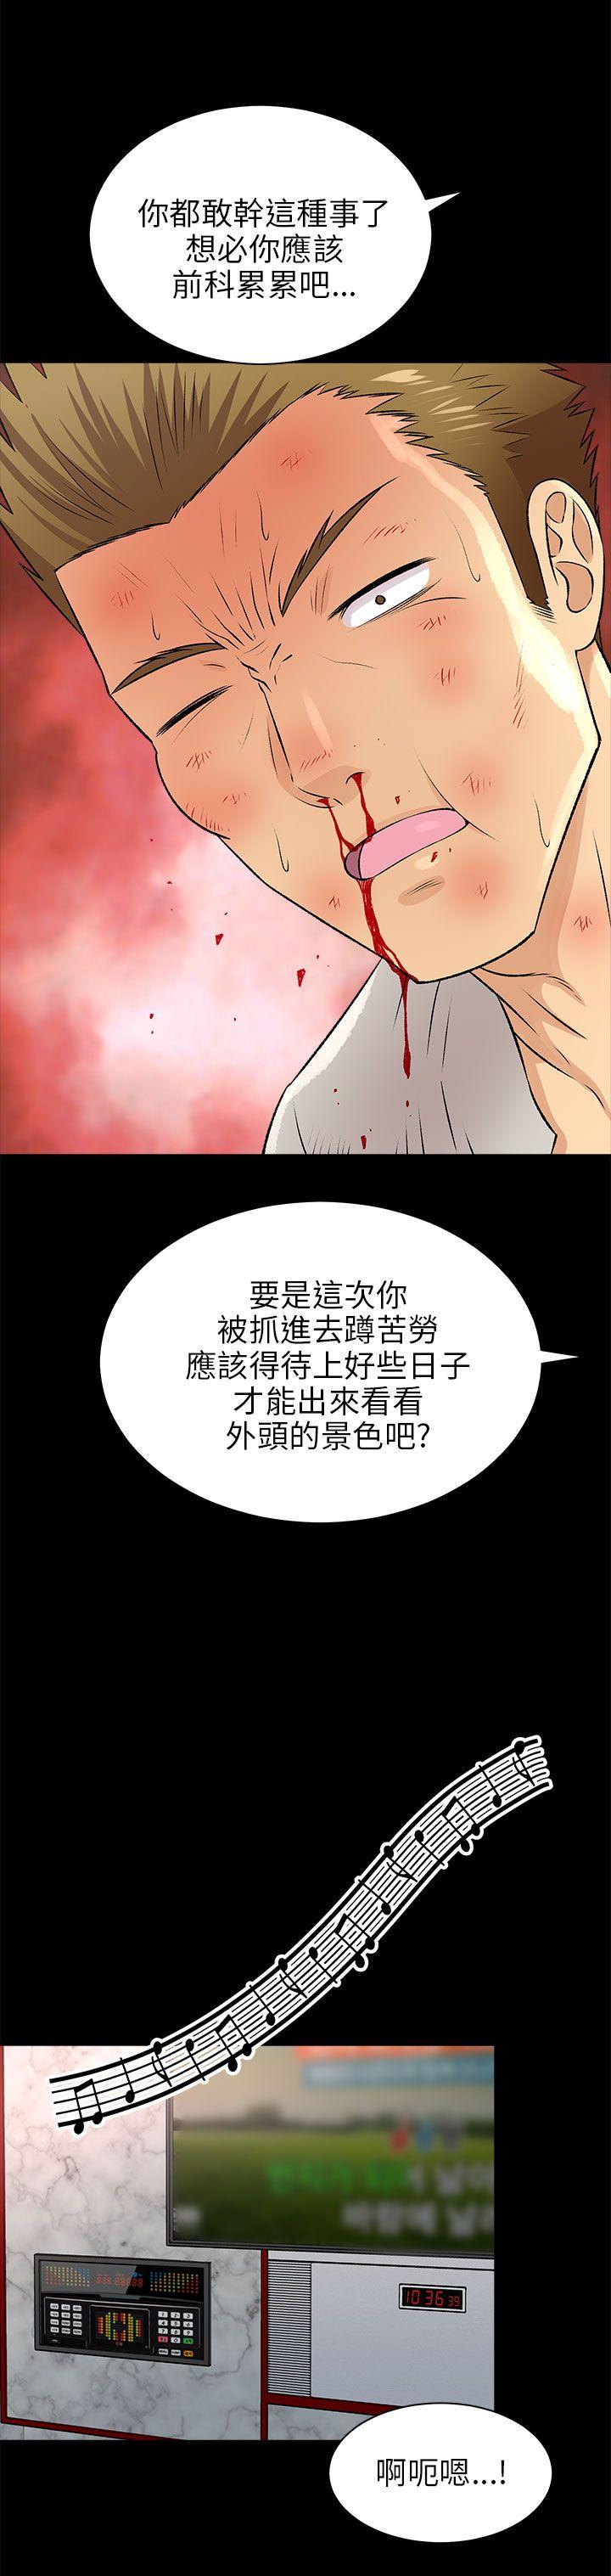 你都敢幹這種事了
想必你應該
前科累累吧...
要是這次你
被抓進去蹲苦勞
應該得待上好些日子
才能出來看看
外頭的景色吧?
10 36 39
啊呃嗯...!